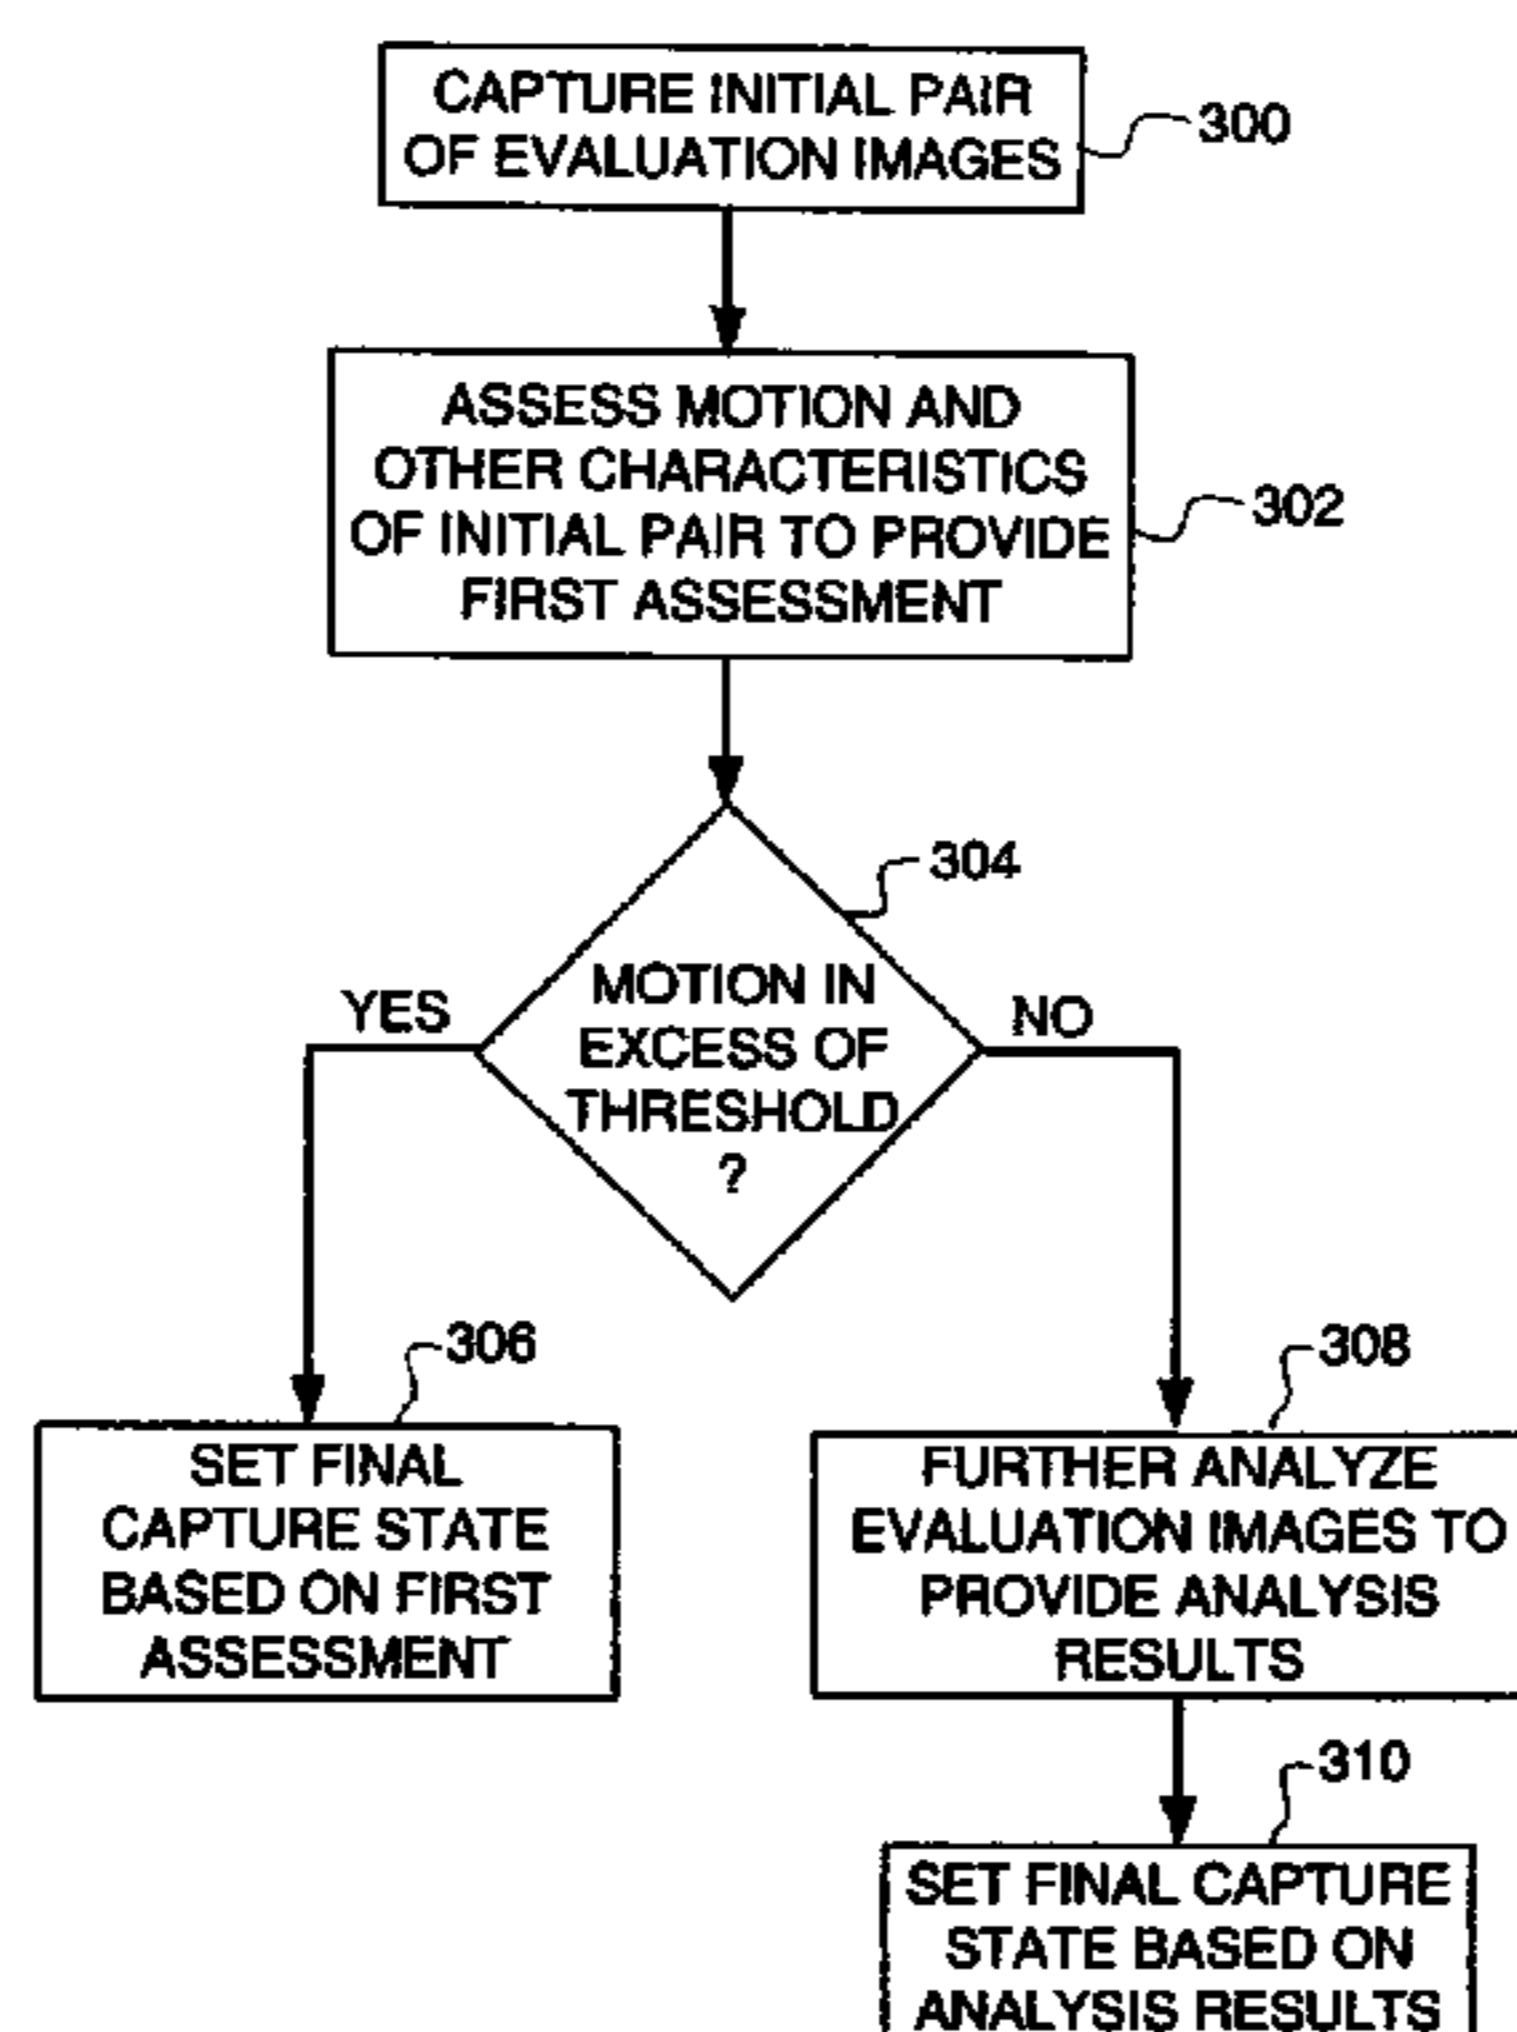 CAPTURE INITIAL PAIR
OF EVALUATION IMAGES
300
ASSESS MOTION AND
OTHER CHARACTERISTICS
OF INITIAL PAIR TO PROVIDE
FIRST ASSESSMENT
302
304
MOTION IN
EXCESS OF
THRESHOLD
?
YES
NO
306
SET FINAL
CAPTURE STATE
BASED ON FIRST
ASSESSMENT
308
FURTHER ANALYZE
EVALUATION IMAGES TO
PROVIDE ANALYSIS
RESULTS
310
SET FINAL CAPTURE
STATE BASED ON
ANALYSIS RESULTS